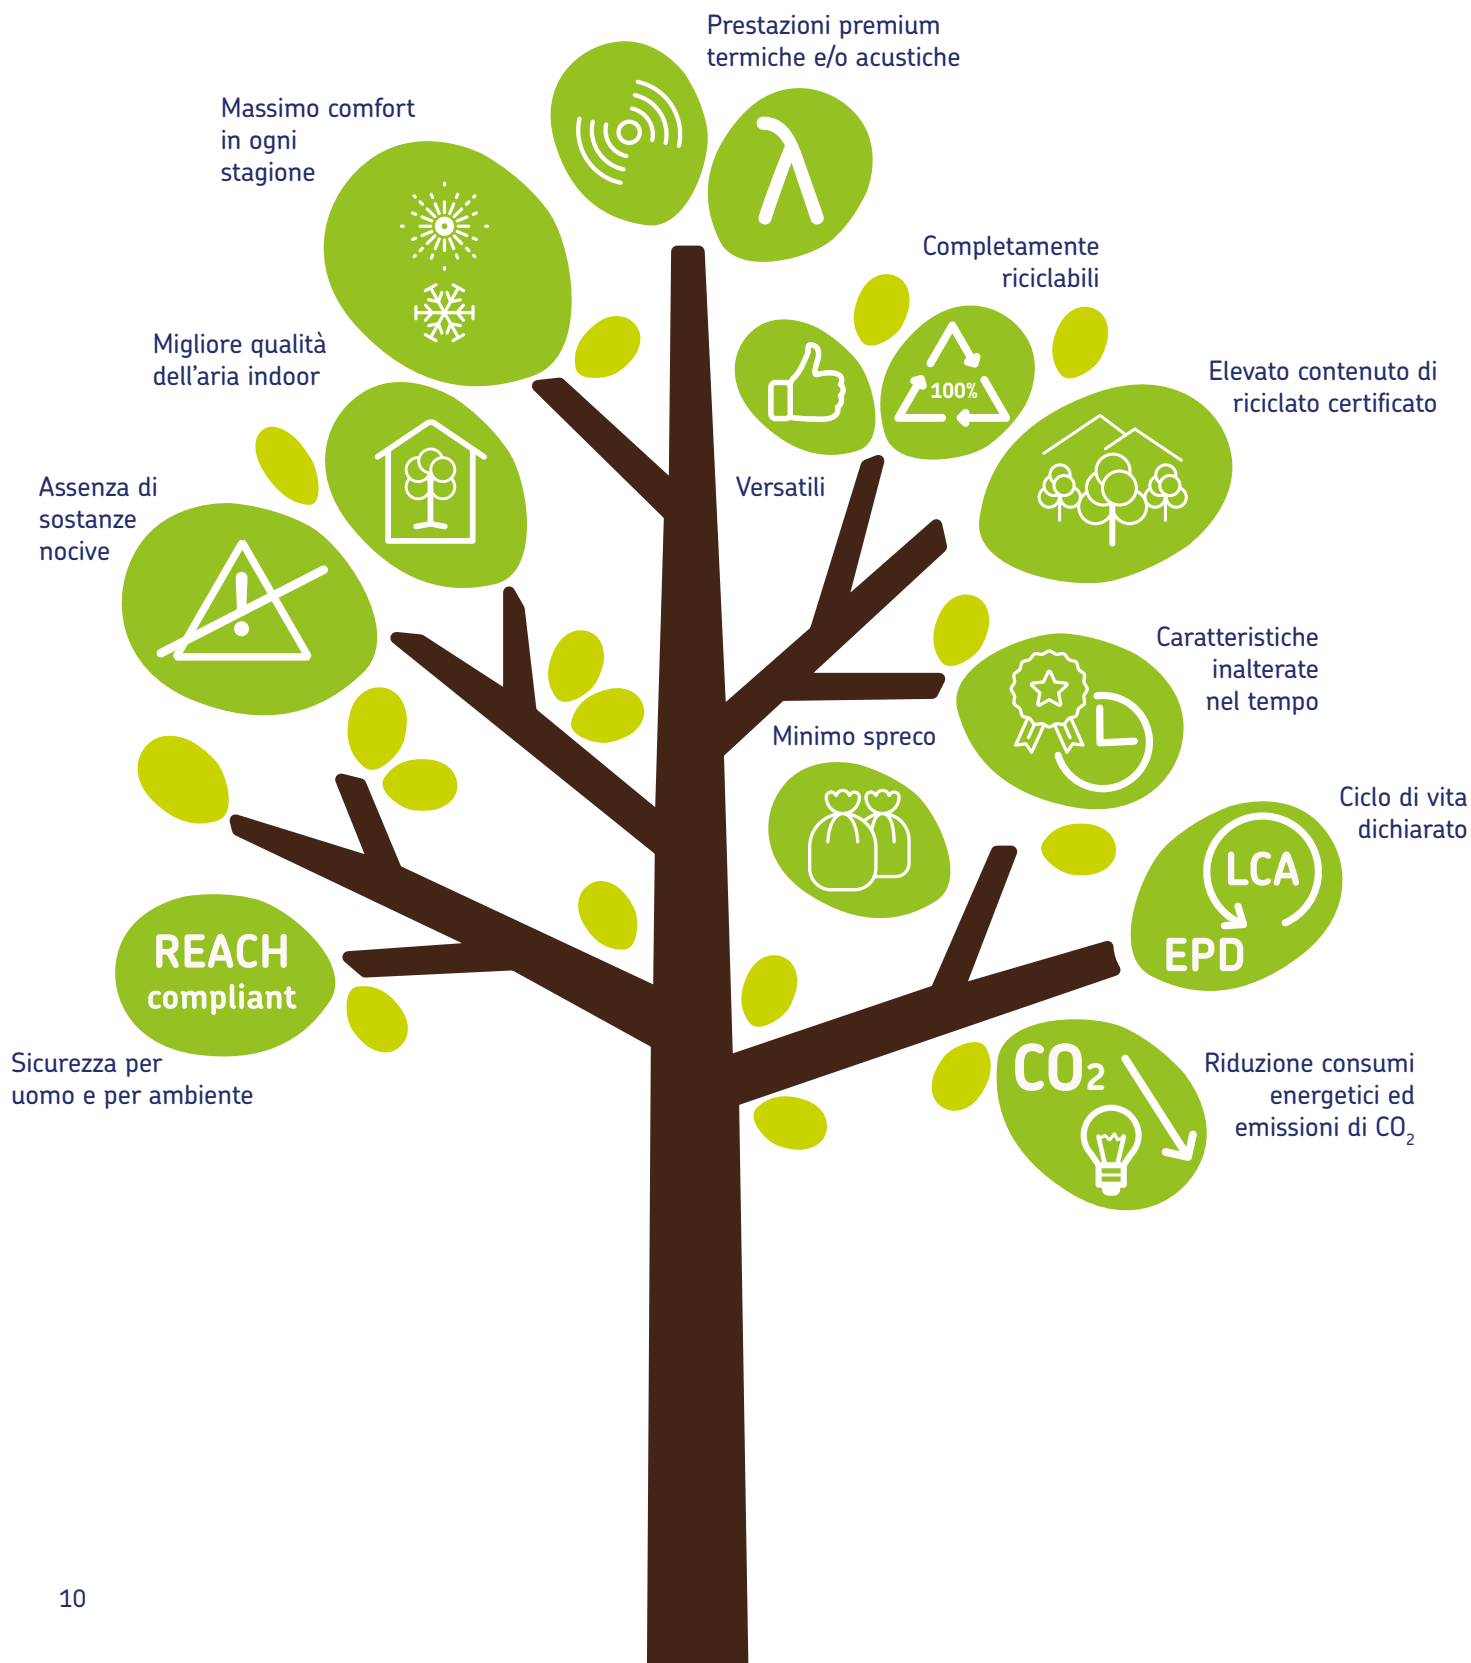 Prestazioni premium
termiche e/o acustiche
Massimo comfort
in ogni
stagione
Completamente
riciclabili
100%
Migliore qualità
dell'aria indoor
Elevato contenuto di
riciclato certificato
Versatili
Assenza di
sostanze
nocive
Caratteristiche
inalterate
nel tempo
Minimo spreco
Ciclo di vita
dichiarato
LCA
EPD
REACH
compliant
Sicurezza per
uomo e per ambiente
CO₂
Riduzione consumi
energetici ed
emissioni di CO₂
10